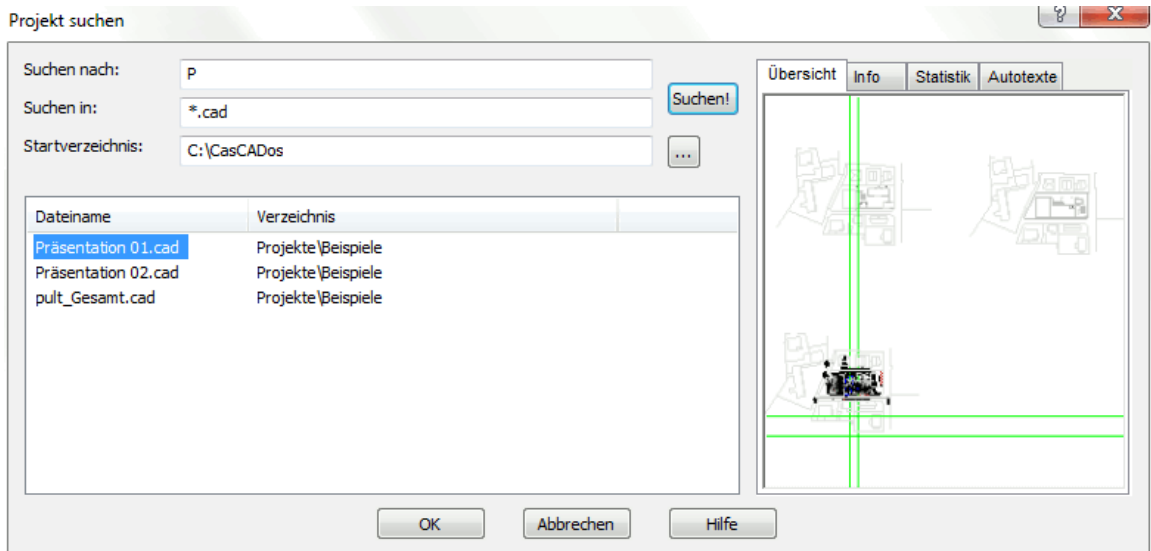 Projekt suchen
Suchen nach: P
Suchen in: *.cad
Suchen!
Startverzeichnis: C:\CasCADos ...
Dateiname Verzeichnis
Präsentation 01.cad Projekte\Beispiele
Präsentation 02.cad Projekte\Beispiele
pult_Gesamt.cad Projekte\Beispiele
Übersicht Info Statistik Autotexte
OK Abbrechen Hilfe